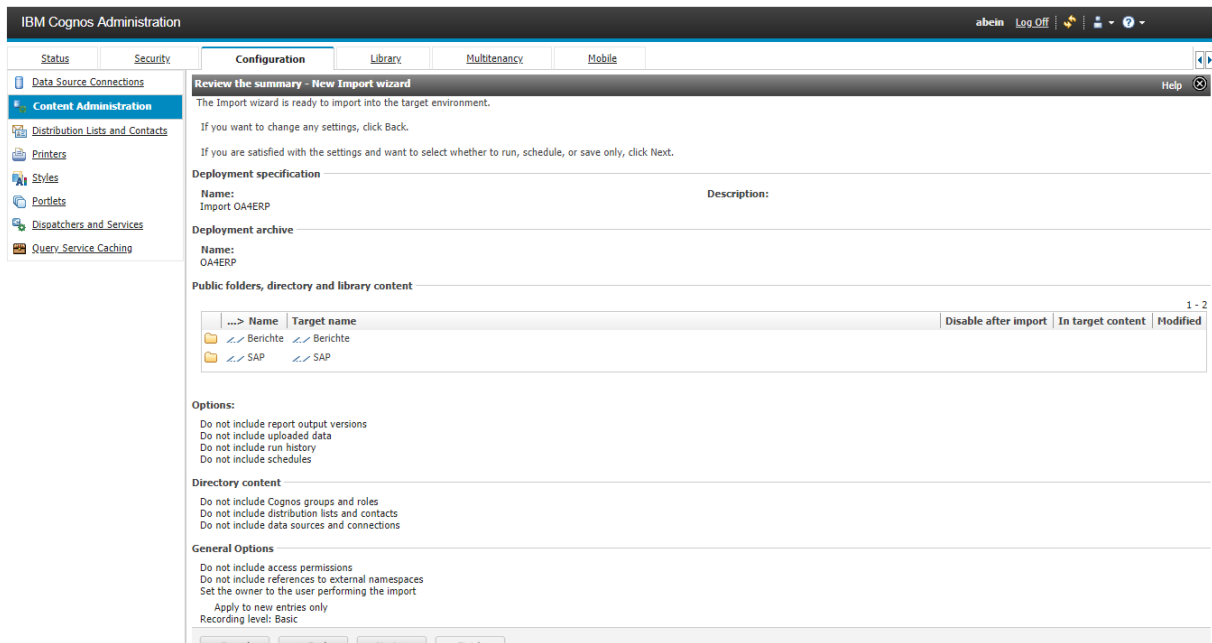 IBM Cognos Administration
abein Log Off
Status Security Configuration Library Multitenancy Mobile
Data Source Connections
Content Administration
Distribution Lists and Contacts
Printers
Styles
Portlets
Dispatchers and Services
Query Service Caching
Review the summary - New Import wizard Help
The Import wizard is ready to import into the target environment.
If you want to change any settings, click Back.
If you are satisfied with the settings and want to select whether to run, schedule, or save only, click Next.
Deployment specification
Name: Description:
Import OA4ERP
Deployment archive
Name:
OA4ERP
Public folders, directory and library content
1 - 2
...> Name Target name Disable after import In target content Modified
Berichte Berichte
SAP SAP
Options:
Do not include report output versions
Do not include uploaded data
Do not include run history
Do not include schedules
Directory content
Do not include Cognos groups and roles
Do not include distribution lists and contacts
Do not include data sources and connections
General Options
Do not include access permissions
Do not include references to external namespaces
Set the owner to the user performing the import
Apply to new entries only
Recording level: Basic